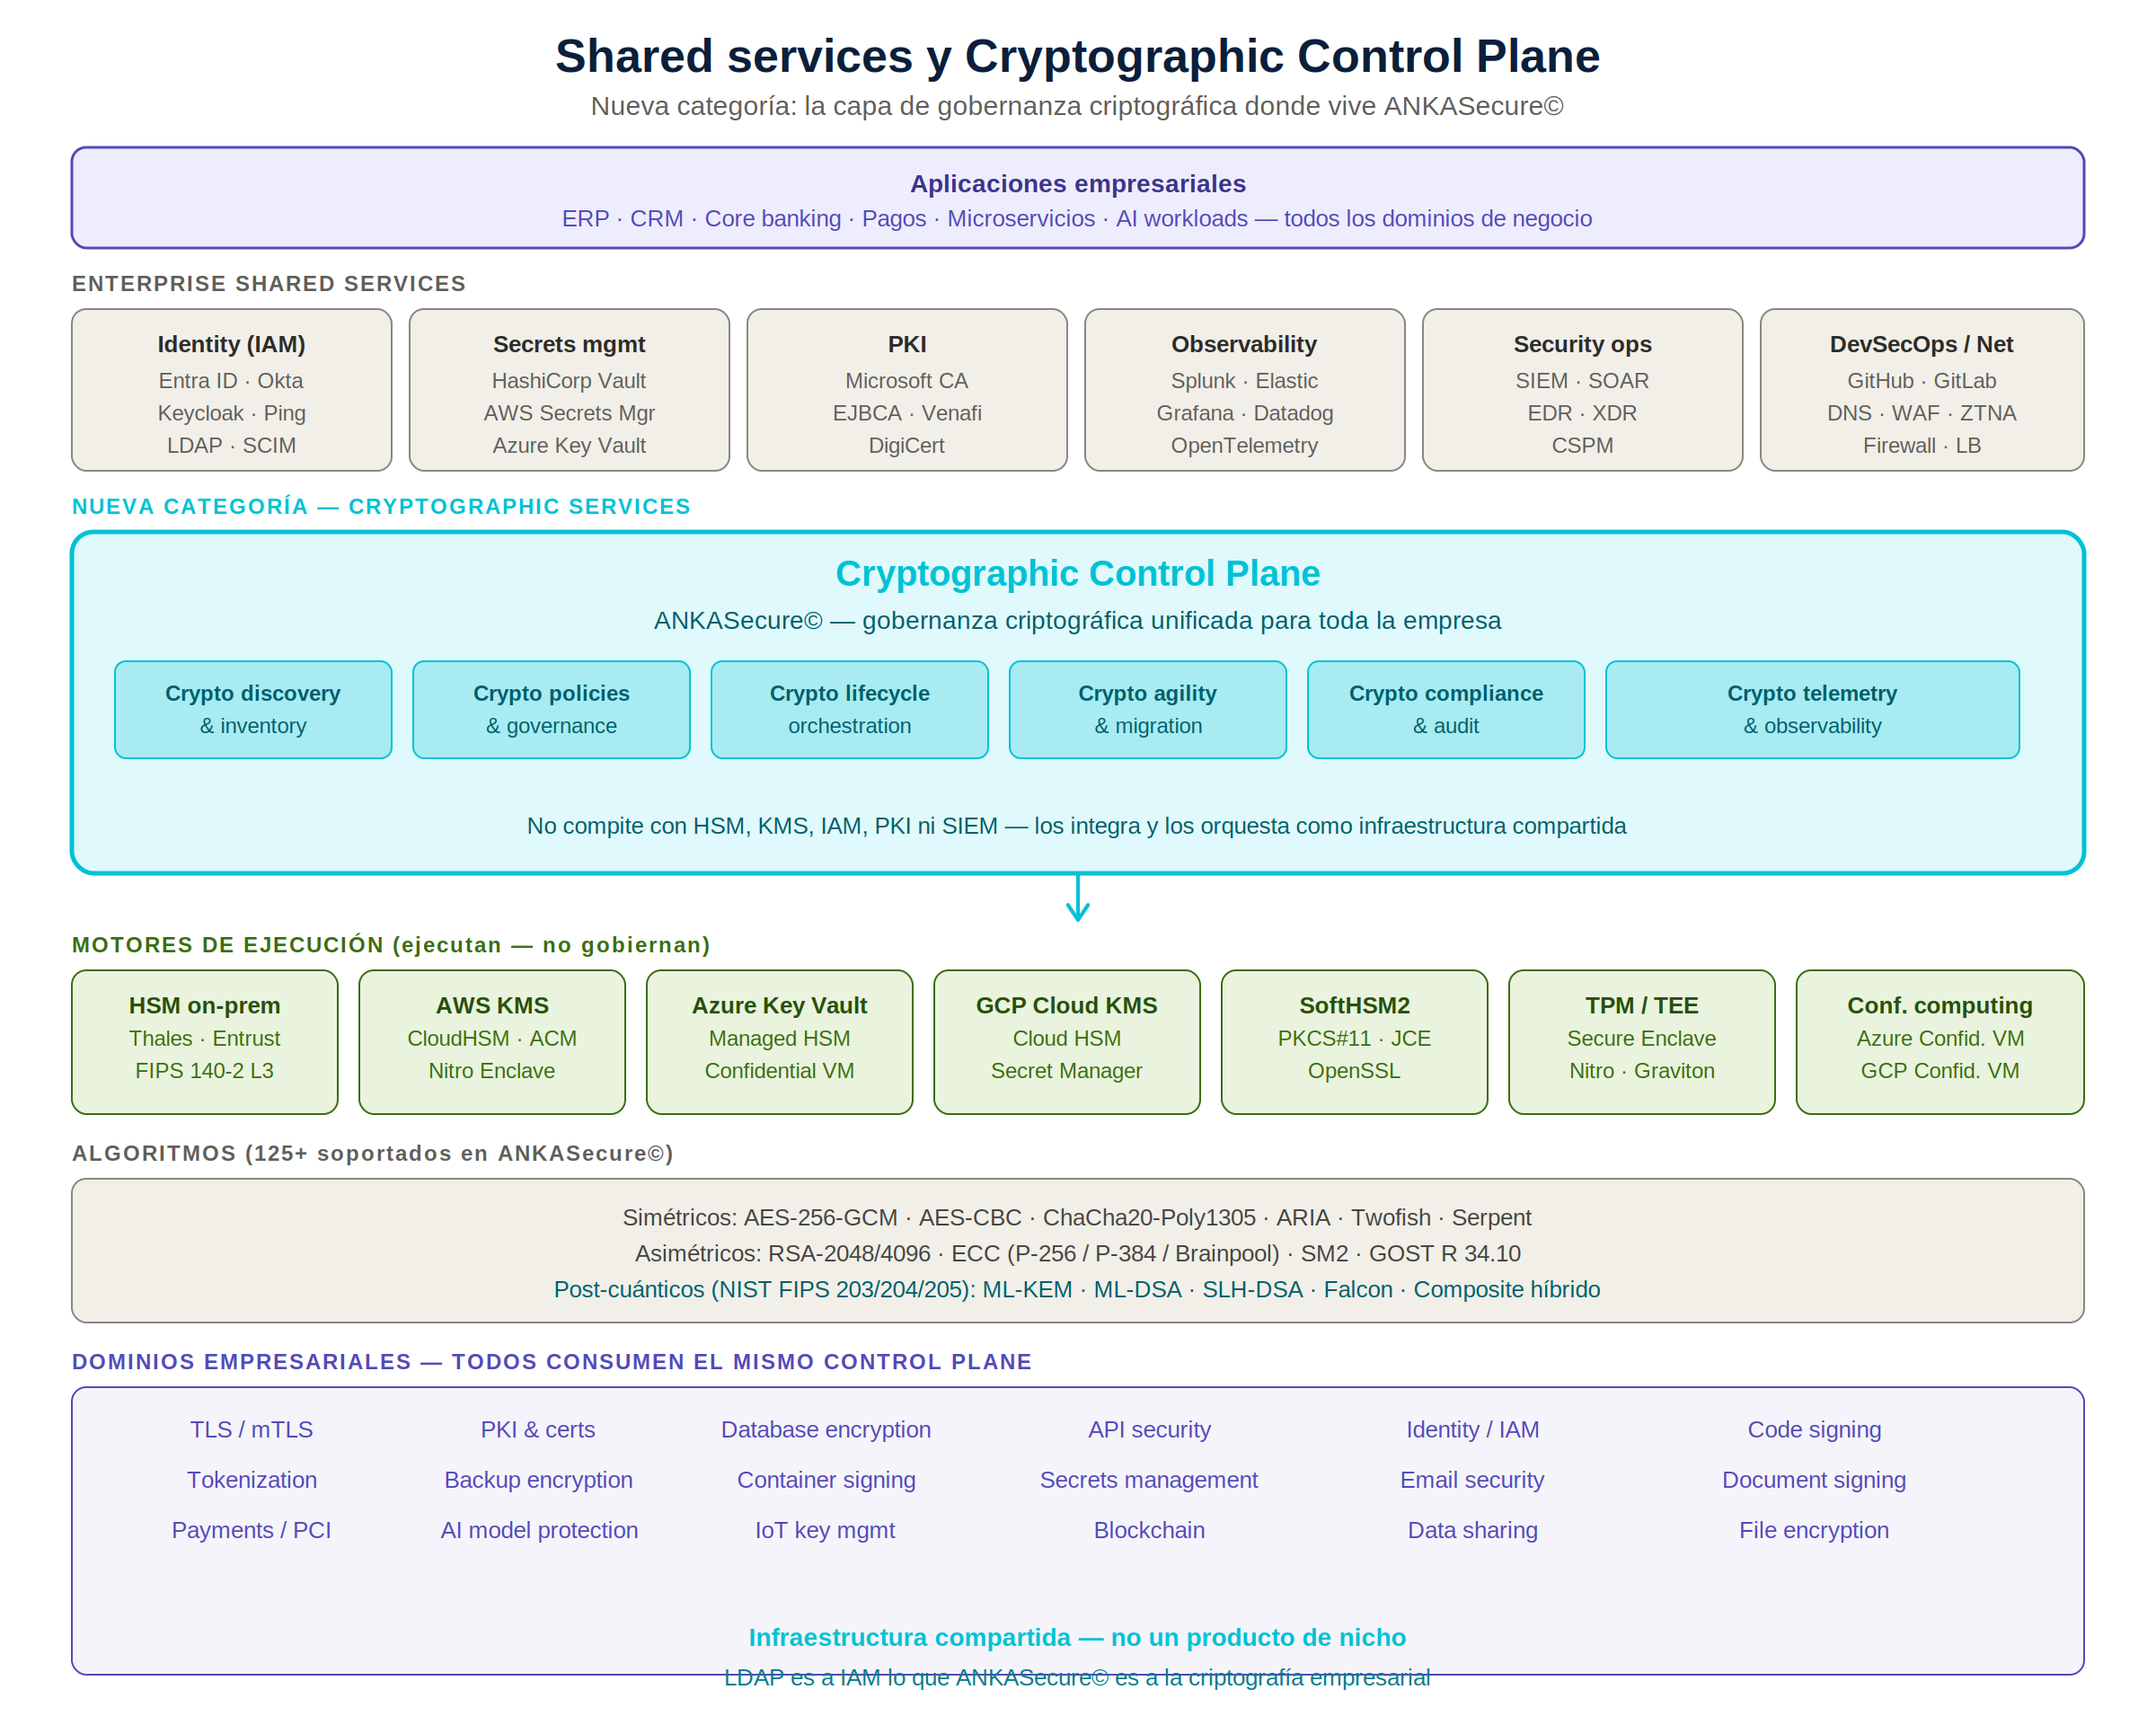 Shared services y Cryptographic Control Plane
Nueva categoría: la capa de gobernanza criptográfica donde vive ANKASecure©
Aplicaciones empresariales
ERP · CRM · Core banking · Pagos · Microservicios · AI workloads — todos los dominios de negocio
ENTERPRISE SHARED SERVICES
Identity (IAM)
Entra ID · Okta
Keycloak · Ping
LDAP · SCIM
Secrets mgmt
HashiCorp Vault
AWS Secrets Mgr
Azure Key Vault
PKI
Microsoft CA
EJBCA · Venafi
DigiCert
Observability
Splunk · Elastic
Grafana · Datadog
OpenTelemetry
Security ops
SIEM · SOAR
EDR · XDR
CSPM
DevSecOps / Net
GitHub · GitLab
DNS · WAF · ZTNA
Firewall · LB
NUEVA CATEGORÍA — CRYPTOGRAPHIC SERVICES
Cryptographic Control Plane
ANKASecure© — gobernanza criptográfica unificada para toda la empresa
Crypto discovery
& inventory
Crypto policies
& governance
Crypto lifecycle
orchestration
Crypto agility
& migration
Crypto compliance
& audit
Crypto telemetry
& observability
No compite con HSM, KMS, IAM, PKI ni SIEM — los integra y los orquesta como infraestructura compartida
MOTORES DE EJECUCIÓN (ejecutan — no gobiernan)
HSM on-prem
Thales · Entrust
FIPS 140-2 L3
AWS KMS
CloudHSM · ACM
Nitro Enclave
Azure Key Vault
Managed HSM
Confidential VM
GCP Cloud KMS
Cloud HSM
Secret Manager
SoftHSM2
PKCS#11 · JCE
OpenSSL
TPM / TEE
Secure Enclave
Nitro · Graviton
Conf. computing
Azure Confid. VM
GCP Confid. VM
ALGORITMOS (125+ soportados en ANKASecure©)
Simétricos: AES-256-GCM · AES-CBC · ChaCha20-Poly1305 · ARIA · Twofish · Serpent
Asimétricos: RSA-2048/4096 · ECC (P-256 / P-384 / Brainpool) · SM2 · GOST R 34.10
Post-cuánticos (NIST FIPS 203/204/205): ML-KEM · ML-DSA · SLH-DSA · Falcon · Composite híbrido
DOMINIOS EMPRESARIALES — TODOS CONSUMEN EL MISMO CONTROL PLANE
TLS / mTLS
PKI & certs
Database encryption
API security
Identity / IAM
Code signing
Tokenization
Backup encryption
Container signing
Secrets management
Email security
Document signing
Payments / PCI
AI model protection
IoT key mgmt
Blockchain
Data sharing
File encryption
Infraestructura compartida — no un producto de nicho
LDAP es a IAM lo que ANKASecure© es a la criptografía empresarial